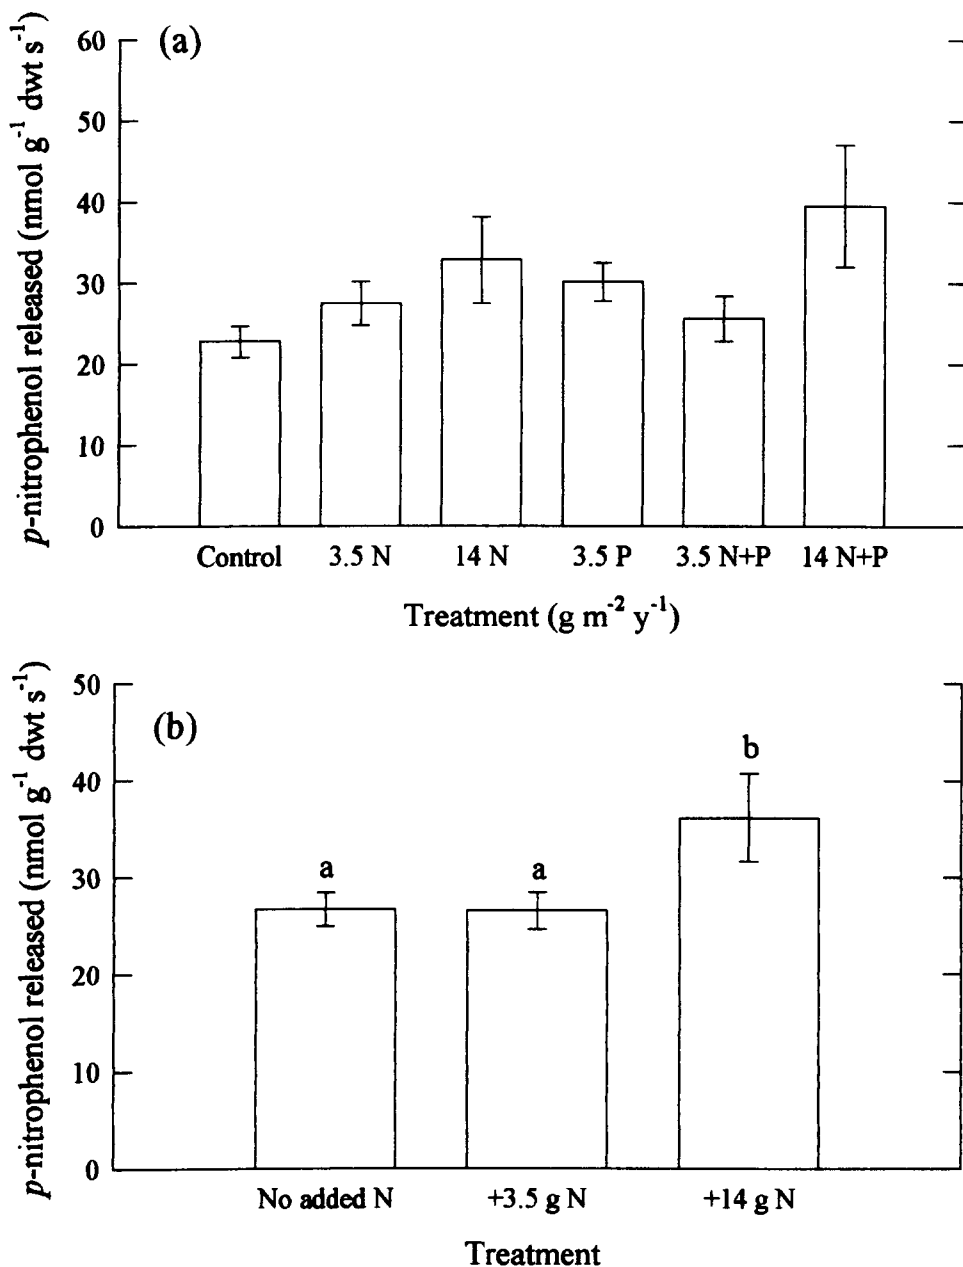 (a)
p-nitrophenol released (nmol g⁻¹ dwt s⁻¹)
60
50
40
30
20
10
0
Control 3.5 N 14 N 3.5 P 3.5 N+P 14 N+P
Treatment (g m⁻² y⁻¹)
(b)
p-nitrophenol released (nmol g⁻¹ dwt s⁻¹)
50
40
30
20
10
0
a a b
No added N +3.5 g N +14 g N
Treatment